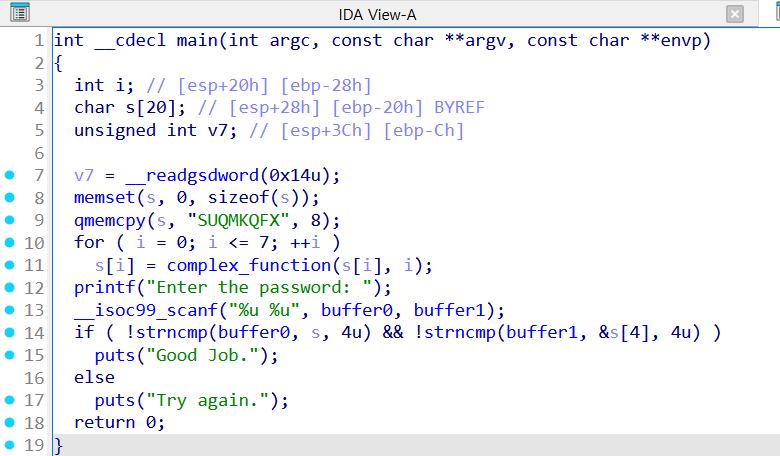 IDA View-A
1 int __cdecl main(int argc, const char **argv, const char **envp)
2 {
3   int i; // [esp+20h] [ebp-28h]
4   char s[20]; // [esp+28h] [ebp-20h] BYREF
5   unsigned int v7; // [esp+3Ch] [ebp-Ch]
6
7   v7 = __readgsdword(0x14u);
8   memset(s, 0, sizeof(s));
9   qmemcpy(s, "SUQMKQFX", 8);
10   for ( i = 0; i <= 7; ++i )
11     s[i] = complex_function(s[i], i);
12   printf("Enter the password: ");
13   __isoc99_scanf("%u %u", buffer0, buffer1);
14   if ( !strncmp(buffer0, s, 4u) && !strncmp(buffer1, &s[4], 4u) )
15     puts("Good Job.");
16   else
17     puts("Try again.");
18   return 0;
19 }